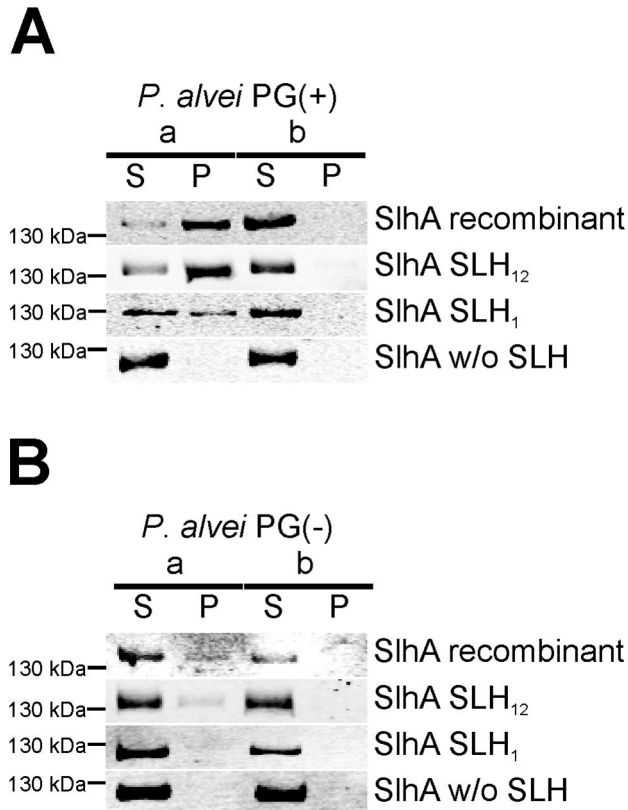 A
P. alvei PG(+)
a b
S P S P
130 kDa SlhA recombinant
130 kDa SlhA SLH₁₂
130 kDa SlhA SLH₁
130 kDa SlhA w/o SLH
B
P. alvei PG(-)
a b
S P S P
130 kDa SlhA recombinant
130 kDa SlhA SLH₁₂
130 kDa SlhA SLH₁
130 kDa SlhA w/o SLH